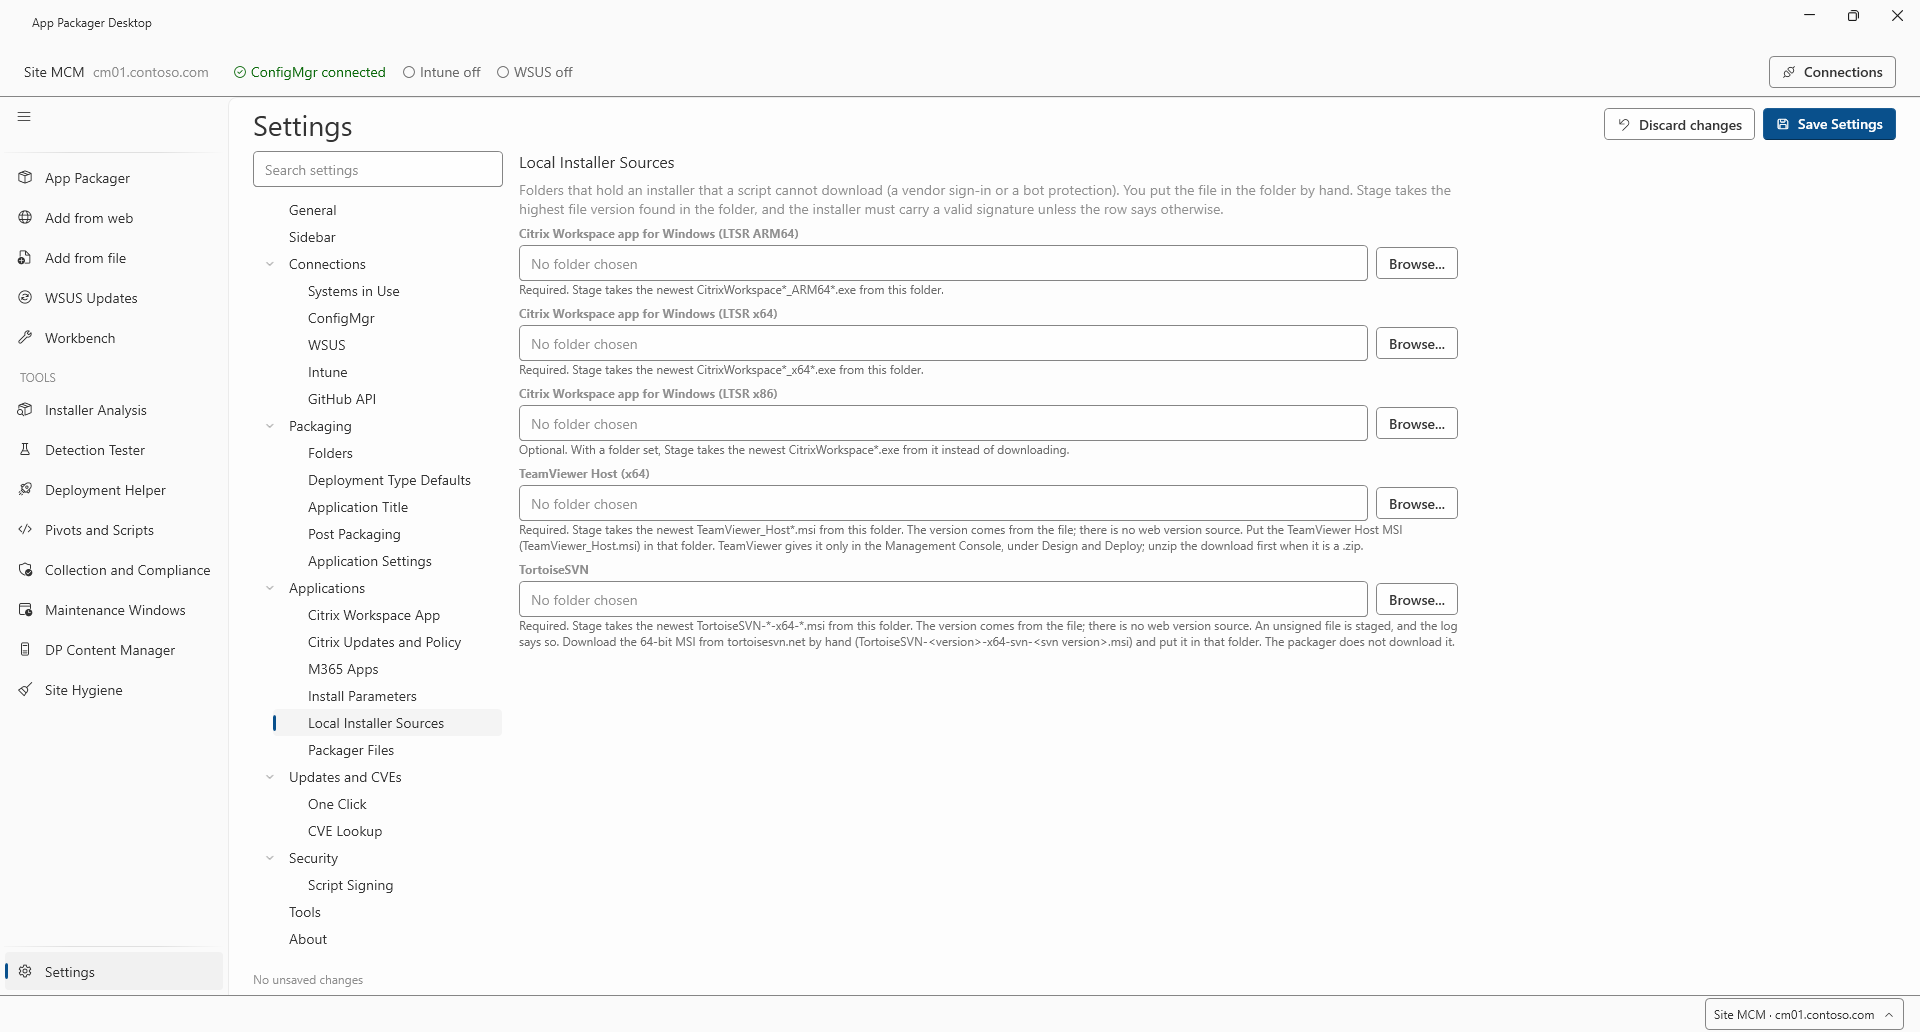 App Packager Desktop
Site MCM cm01.contoso.com ConfigMgr connected Intune off WSUS off Connections
Settings
Discard changes Save Settings
App Packager
Add from web
Add from file
WSUS Updates
Workbench
TOOLS
Installer Analysis
Detection Tester
Deployment Helper
Pivots and Scripts
Collection and Compliance
Maintenance Windows
DP Content Manager
Site Hygiene
Settings
Search settings
General
Sidebar
Connections
Systems in Use
ConfigMgr
WSUS
Intune
GitHub API
Packaging
Folders
Deployment Type Defaults
Application Title
Post Packaging
Application Settings
Applications
Citrix Workspace App
Citrix Updates and Policy
M365 Apps
Install Parameters
Local Installer Sources
Packager Files
Updates and CVEs
One Click
CVE Lookup
Security
Script Signing
Tools
About
No unsaved changes
Local Installer Sources
Folders that hold an installer that a script cannot download (a vendor sign-in or a bot protection). You put the file in the folder by hand. Stage takes the
highest file version found in the folder, and the installer must carry a valid signature unless the row says otherwise.
Citrix Workspace app for Windows (LTSR ARM64)
No folder chosen Browse...
Required. Stage takes the newest CitrixWorkspace*_ARM64*.exe from this folder.
Citrix Workspace app for Windows (LTSR x64)
No folder chosen Browse...
Required. Stage takes the newest CitrixWorkspace*_x64*.exe from this folder.
Citrix Workspace app for Windows (LTSR x86)
No folder chosen Browse...
Optional. With a folder set, Stage takes the newest CitrixWorkspace*.exe from it instead of downloading.
TeamViewer Host (x64)
No folder chosen Browse...
Required. Stage takes the newest TeamViewer_Host*.msi from this folder. The version comes from the file; there is no web version source. Put the TeamViewer Host MSI
(TeamViewer_Host.msi) in that folder. TeamViewer gives it only in the Management Console, under Design and Deploy; unzip the download first when it is a .zip.
TortoiseSVN
No folder chosen Browse...
Required. Stage takes the newest TortoiseSVN-*-x64-*.msi from this folder. The version comes from the file; there is no web version source. An unsigned file is staged, and the log
says so. Download the 64-bit MSI from tortoisesvn.net by hand (TortoiseSVN-<version>-x64-svn-<svn version>.msi) and put it in that folder. The packager does not download it.
Site MCM · cm01.contoso.com